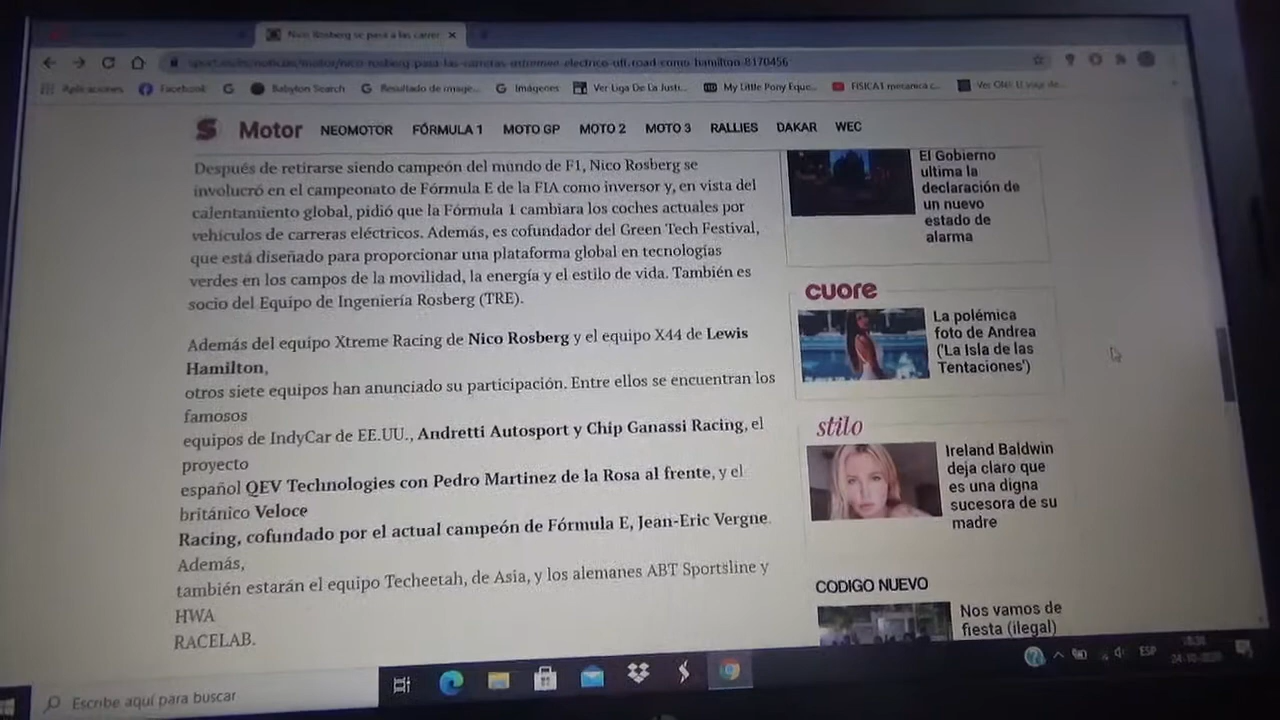 Nico Rosberg se pasa a las carrer
sport.es/es/noticias/motor/nico-rosberg-pasa-las-carreras-extremee-electrico-off-road-como-hamilton-8170456
Aplicaciones Facebook Babylon Search Resultado de image... Imágenes Ver Liga De La Justi... My Little Pony Eque... FISICA1 mecanica c...
S Motor NEOMOTOR FÓRMULA 1 MOTO GP MOTO 2 MOTO 3 RALLIES DAKAR WEC
Después de retirarse siendo campeón del mundo de F1, Nico Rosberg se
involucró en el campeonato de Fórmula E de la FIA como inversor y, en vista del
calentamiento global, pidió que la Fórmula 1 cambiara los coches actuales por
vehículos de carreras eléctricos. Además, es cofundador del Green Tech Festival,
que está diseñado para proporcionar una plataforma global en tecnologías
verdes en los campos de la movilidad, la energía y el estilo de vida. También es
socio del Equipo de Ingeniería Rosberg (TRE).
Además del equipo Xtreme Racing de Nico Rosberg y el equipo X44 de Lewis
Hamilton,
otros siete equipos han anunciado su participación. Entre ellos se encuentran los
famosos
equipos de IndyCar de EE.UU., Andretti Autosport y Chip Ganassi Racing, el
proyecto
español QEV Technologies con Pedro Martinez de la Rosa al frente, y el
británico Veloce
Racing, cofundado por el actual campeón de Fórmula E, Jean-Eric Vergne.
Además,
también estarán el equipo Techeetah, de Asia, y los alemanes ABT Sportsline y
HWA
RACELAB.
El Gobierno
ultima la
declaración de
un nuevo
estado de
alarma
cuore
La polémica
foto de Andrea
('La Isla de las
Tentaciones')
stilo
Ireland Baldwin
deja claro que
es una digna
sucesora de su
madre
CODIGO NUEVO
Nos vamos de
fiesta (ilegal)
Escribe aquí para buscar
ESP